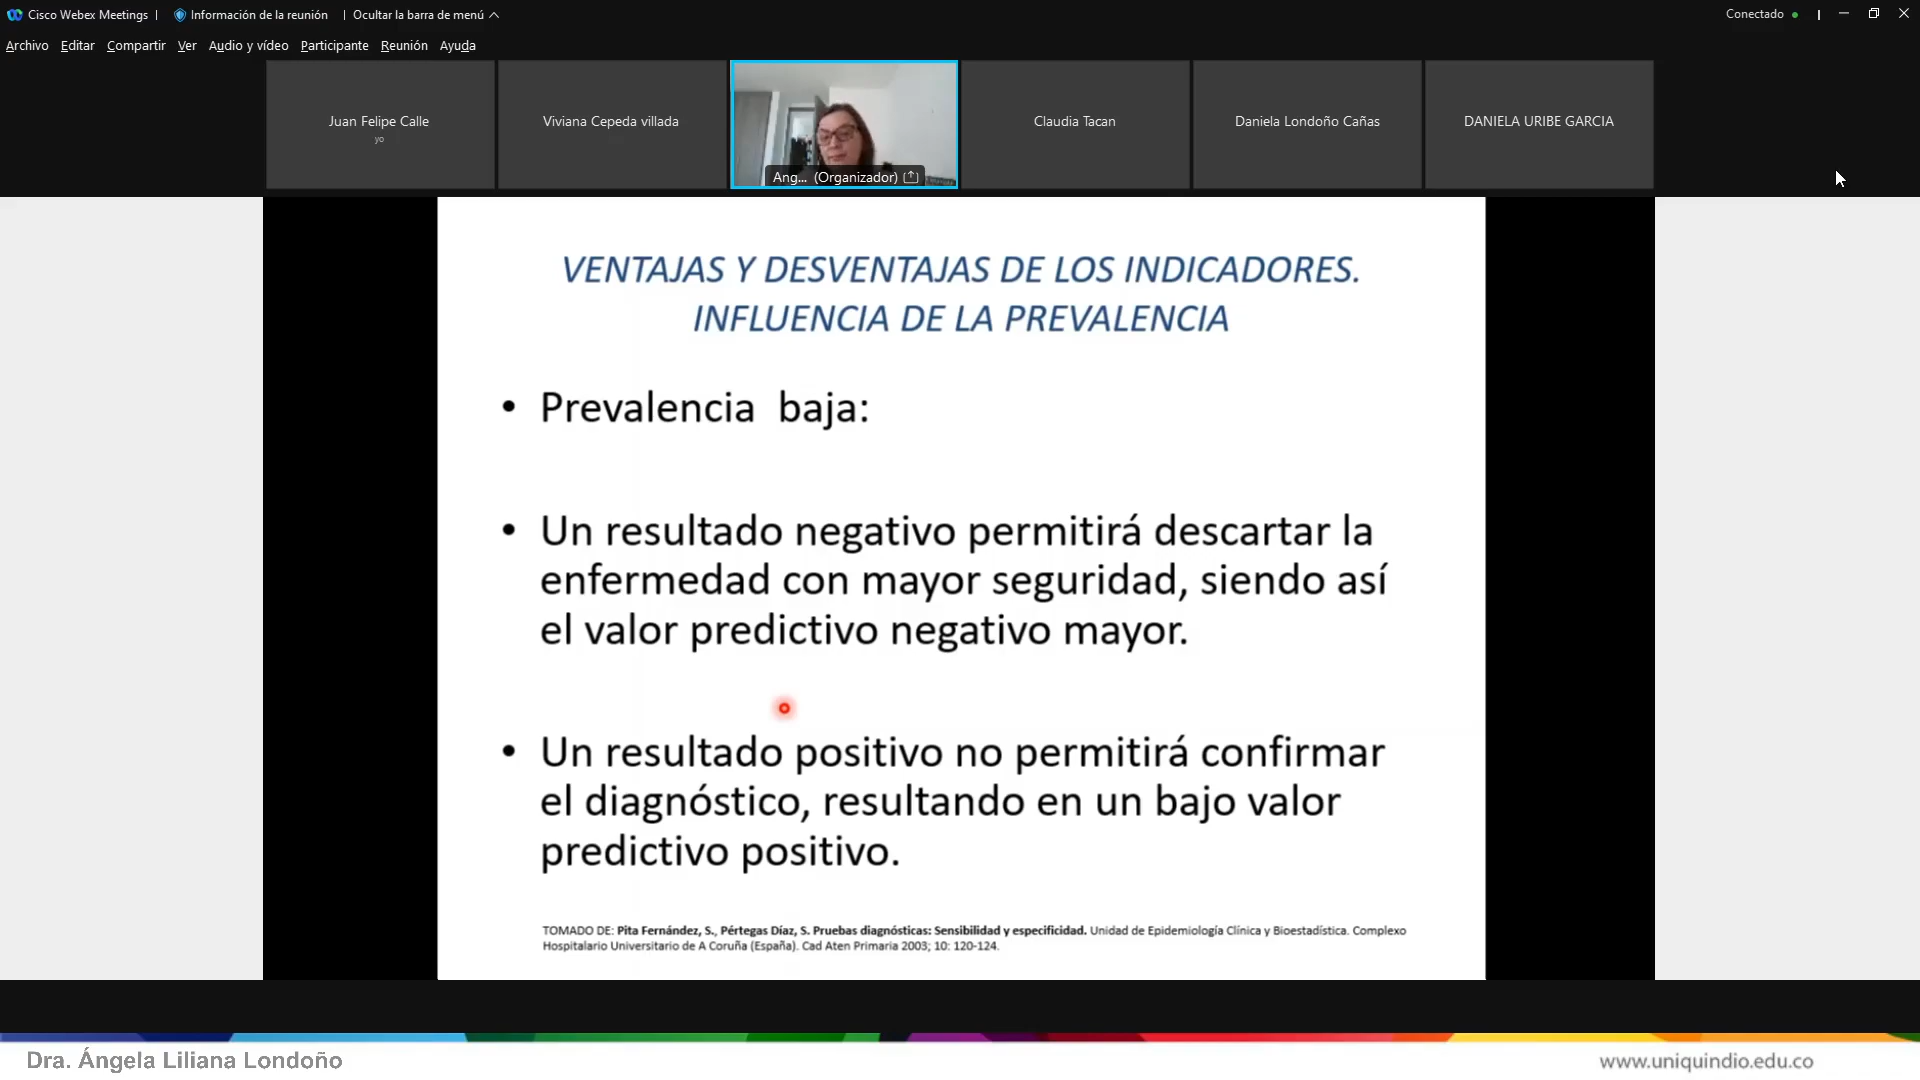 Cisco Webex Meetings | Información de la reunión | Ocultar la barra de menú
Conectado
Archivo Editar Compartir Ver Audio y vídeo Participante Reunión Ayuda
Juan Felipe Calle
yo
Viviana Cepeda villada
Ang... (Organizador)
Claudia Tacan
Daniela Londoño Cañas
DANIELA URIBE GARCIA
VENTAJAS Y DESVENTAJAS DE LOS INDICADORES.
INFLUENCIA DE LA PREVALENCIA
• Prevalencia baja:
• Un resultado negativo permitirá descartar la
enfermedad con mayor seguridad, siendo así
el valor predictivo negativo mayor.
• Un resultado positivo no permitirá confirmar
el diagnóstico, resultando en un bajo valor
predictivo positivo.
TOMADO DE: Pita Fernández, S., Pértegas Díaz, S. Pruebas diagnósticas: Sensibilidad y especificidad. Unidad de Epidemiología Clínica y Bioestadística. Complexo
Hospitalario Universitario de A Coruña (España). Cad Aten Primaria 2003; 10: 120-124.
Dra. Ángela Liliana Londoño
www.uniquindio.edu.co